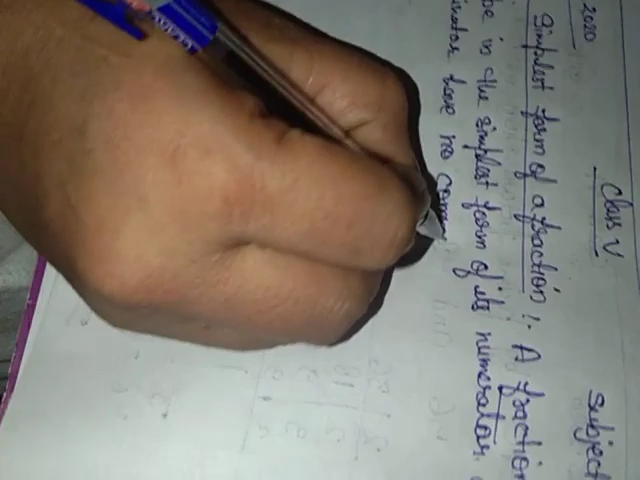 2020 Class V Subject
Simplest form of a fraction :- A fraction
be in the simplest form of its numerator
have no com